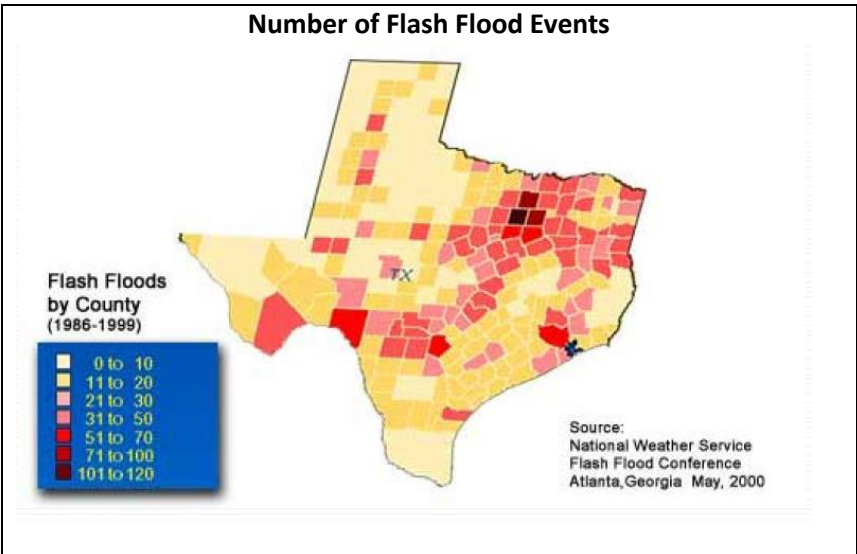 Number of Flash Flood Events
TX
Flash Floods
by County
(1986-1999)
0 to 10
11 to 20
21 to 30
31 to 50
51 to 70
71 to 100
101 to 120
Source:
National Weather Service
Flash Flood Conference
Atlanta,Georgia May, 2000